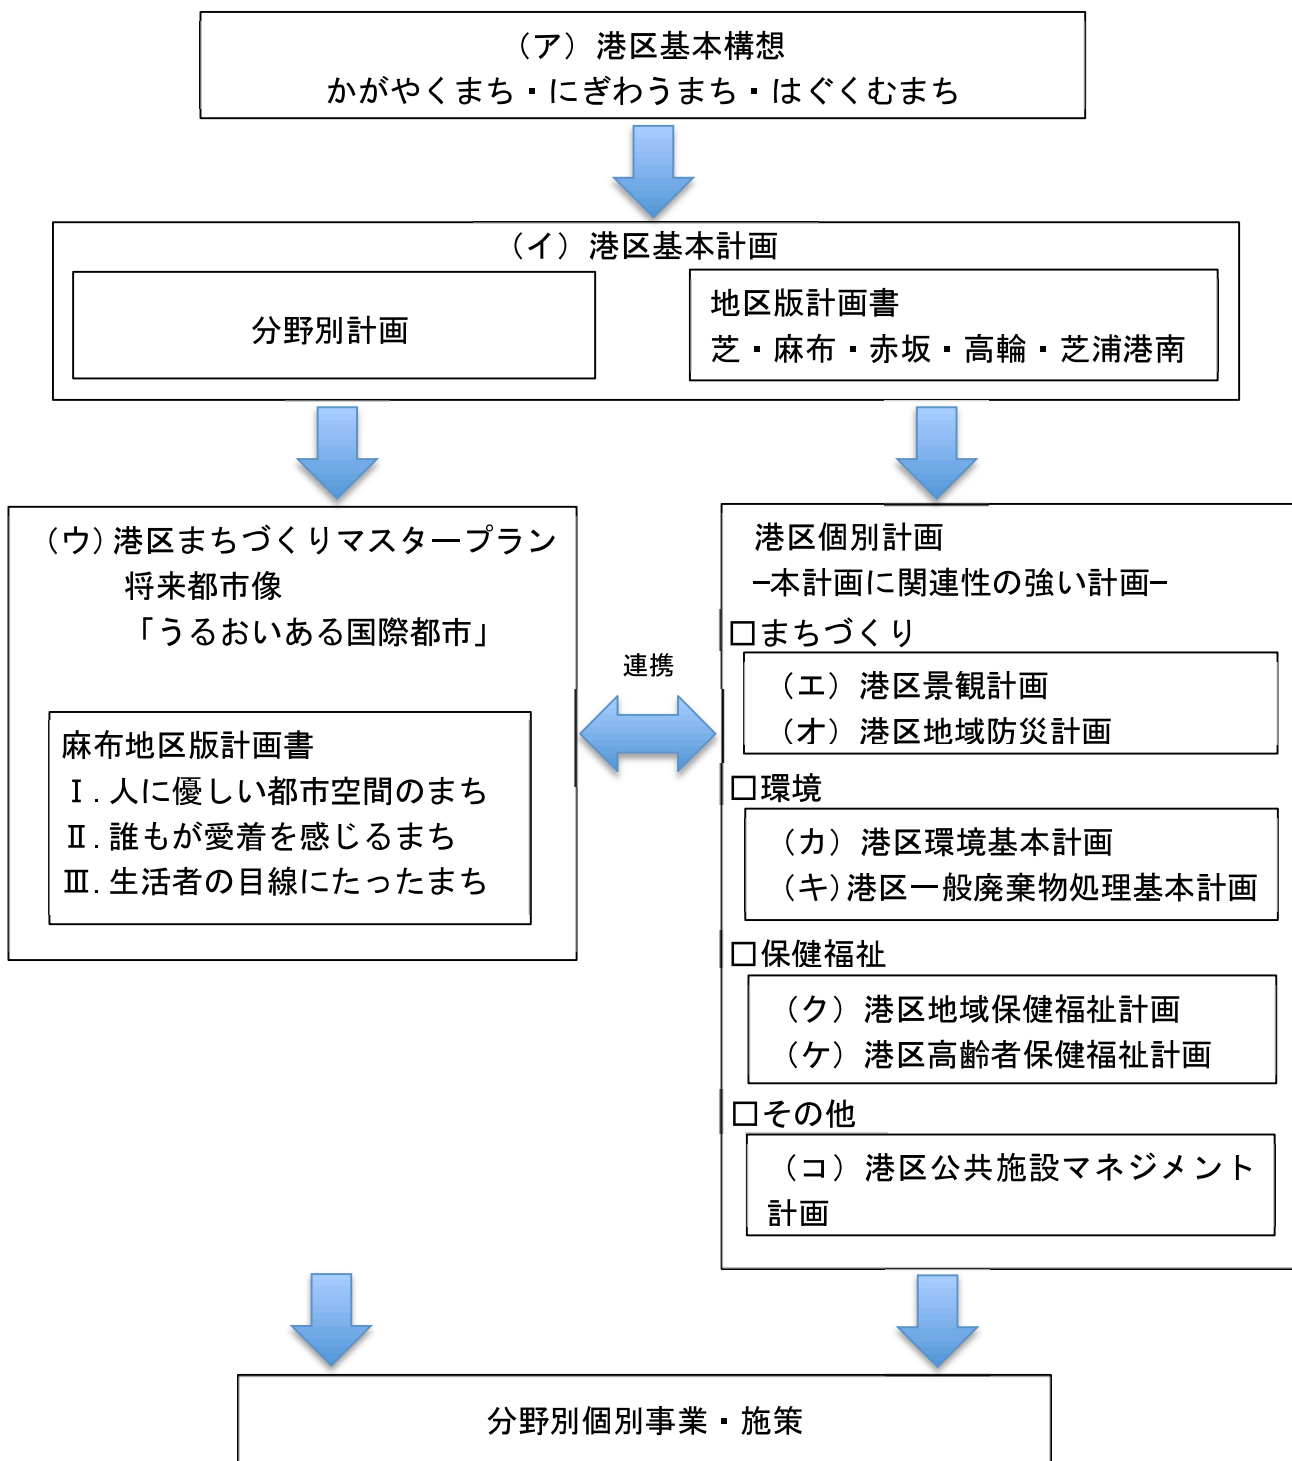 （ア）港区基本構想
かがやくまち・にぎわうまち・はぐくむまち
（イ）港区基本計画
分野別計画
地区版計画書
芝・麻布・赤坂・高輪・芝浦港南
（ウ）港区まちづくりマスタープラン
将来都市像
「うるおいある国際都市」
麻布地区版計画書
Ⅰ．人に優しい都市空間のまち
Ⅱ．誰もが愛着を感じるまち
Ⅲ．生活者の目線にたったまち
連携
港区個別計画
−本計画に関連性の強い計画−
□まちづくり
（エ）港区景観計画
（オ）港区地域防災計画
□環境
（カ）港区環境基本計画
（キ）港区一般廃棄物処理基本計画
□保健福祉
（ク）港区地域保健福祉計画
（ケ）港区高齢者保健福祉計画
□その他
（コ）港区公共施設マネジメント
計画
分野別個別事業・施策